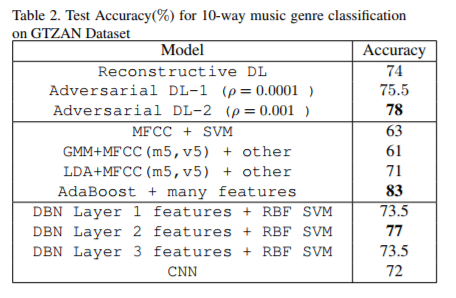 Table 2. Test Accuracy(%) for 10-way music genre classification
on GTZAN Dataset
Model Accuracy
Reconstructive DL 74
Adversarial DL-1 (ρ = 0.0001 ) 75.5
Adversarial DL-2 (ρ = 0.001 ) 78
MFCC + SVM 63
GMM+MFCC(m5,v5) + other 61
LDA+MFCC(m5,v5) + other 71
AdaBoost + many features 83
DBN Layer 1 features + RBF SVM 73.5
DBN Layer 2 features + RBF SVM 77
DBN Layer 3 features + RBF SVM 73.5
CNN 72